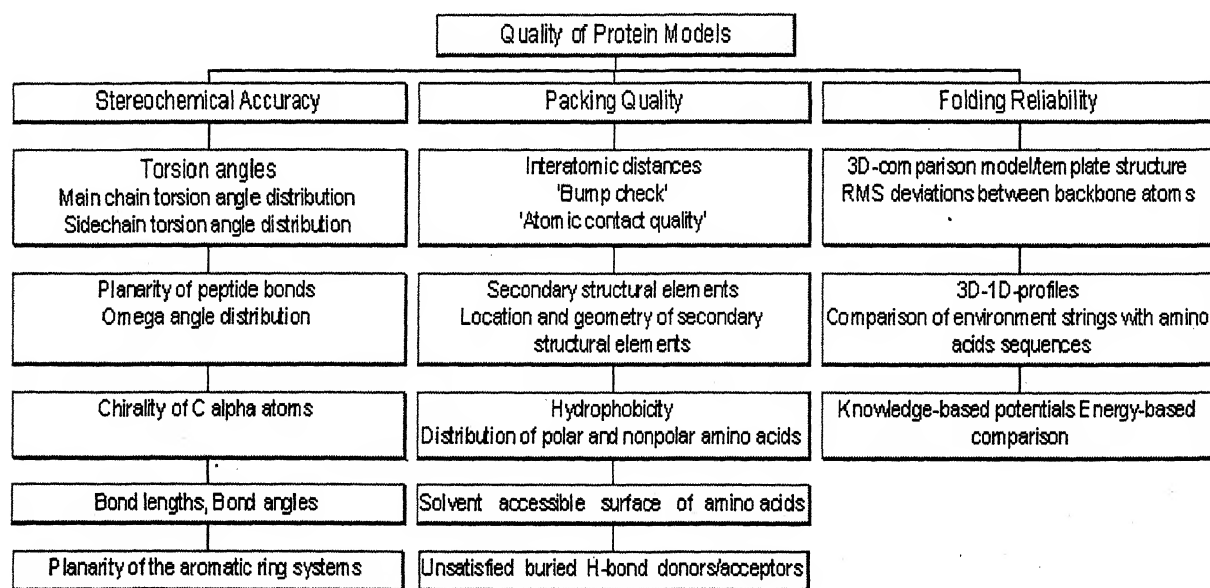 Quality of Protein Models
Stereochemical Accuracy
Torsion angles
Main chain torsion angle distribution
Sidechain torsion angle distribution
Planarity of peptide bonds
Omega angle distribution
Chirality of C alpha atoms
Bond lengths, Bond angles
Planarity of the aromatic ring systems
Packing Quality
Interatomic distances
'Bump check'
'Atomic contact quality'
Secondary structural elements
Location and geometry of secondary
structural elements
Hydrophobicity
Distribution of polar and nonpolar amino acids
Solvent accessible surface of amino acids
Unsatisfied buried H-bond donors/acceptors
Folding Reliability
3D-comparison model/template structure
RMS deviations between backbone atoms
3D-1D-profiles
Comparison of environment strings with amino
acids sequences
Knowledge-based potentials Energy-based
comparison